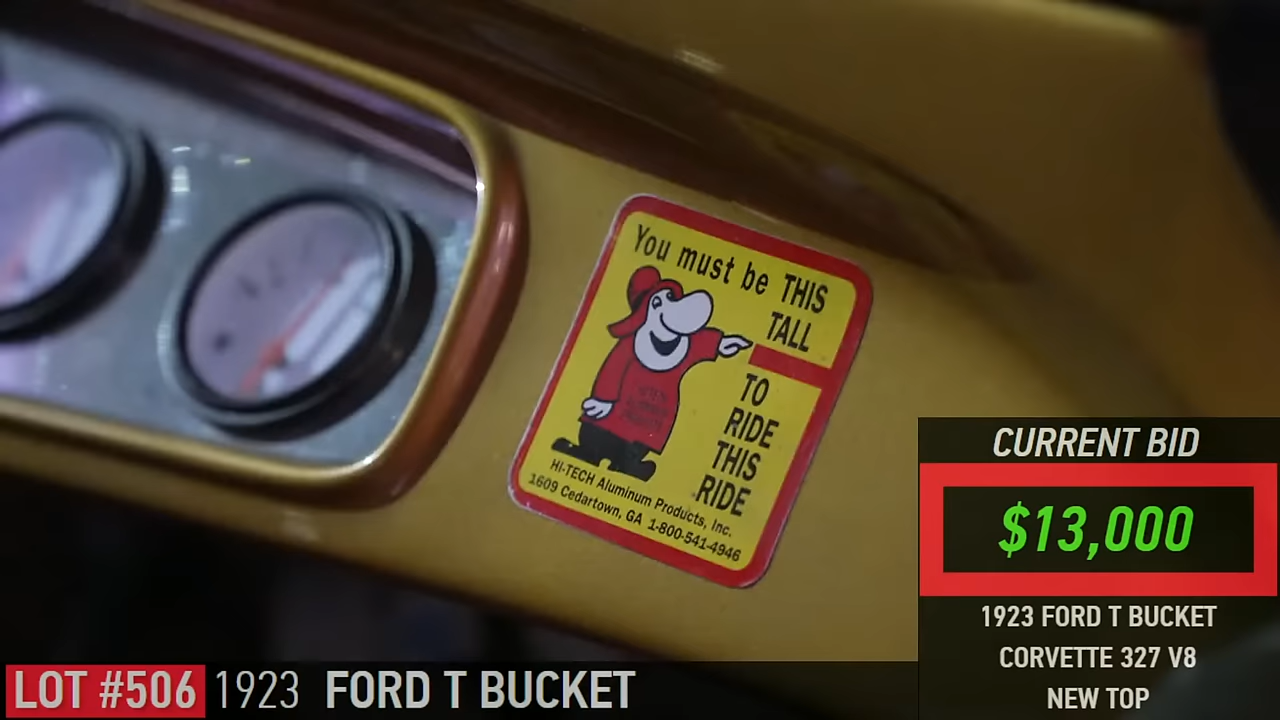 You must be THIS
TALL
TO
RIDE
THIS
RIDE
HI-TECH Aluminum Products, Inc.
1609 Cedartown, GA 1-800-541-4946
CURRENT BID
$13,000
1923 FORD T BUCKET
CORVETTE 327 V8
NEW TOP
LOT #506 1923 FORD T BUCKET